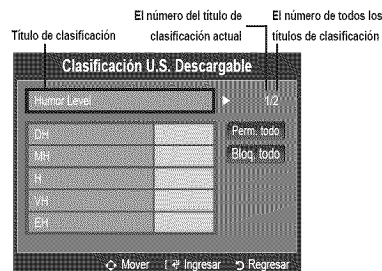 El número del título de clasificación actual
El número de todos los títulos de clasificación
Título de clasificación
Clasificación U.S. Descargable
Humor Level ► 1/2
DH
MH
H
VH
EH
Perm. todo
Bloq. todo
Mover Ingresar Regresar